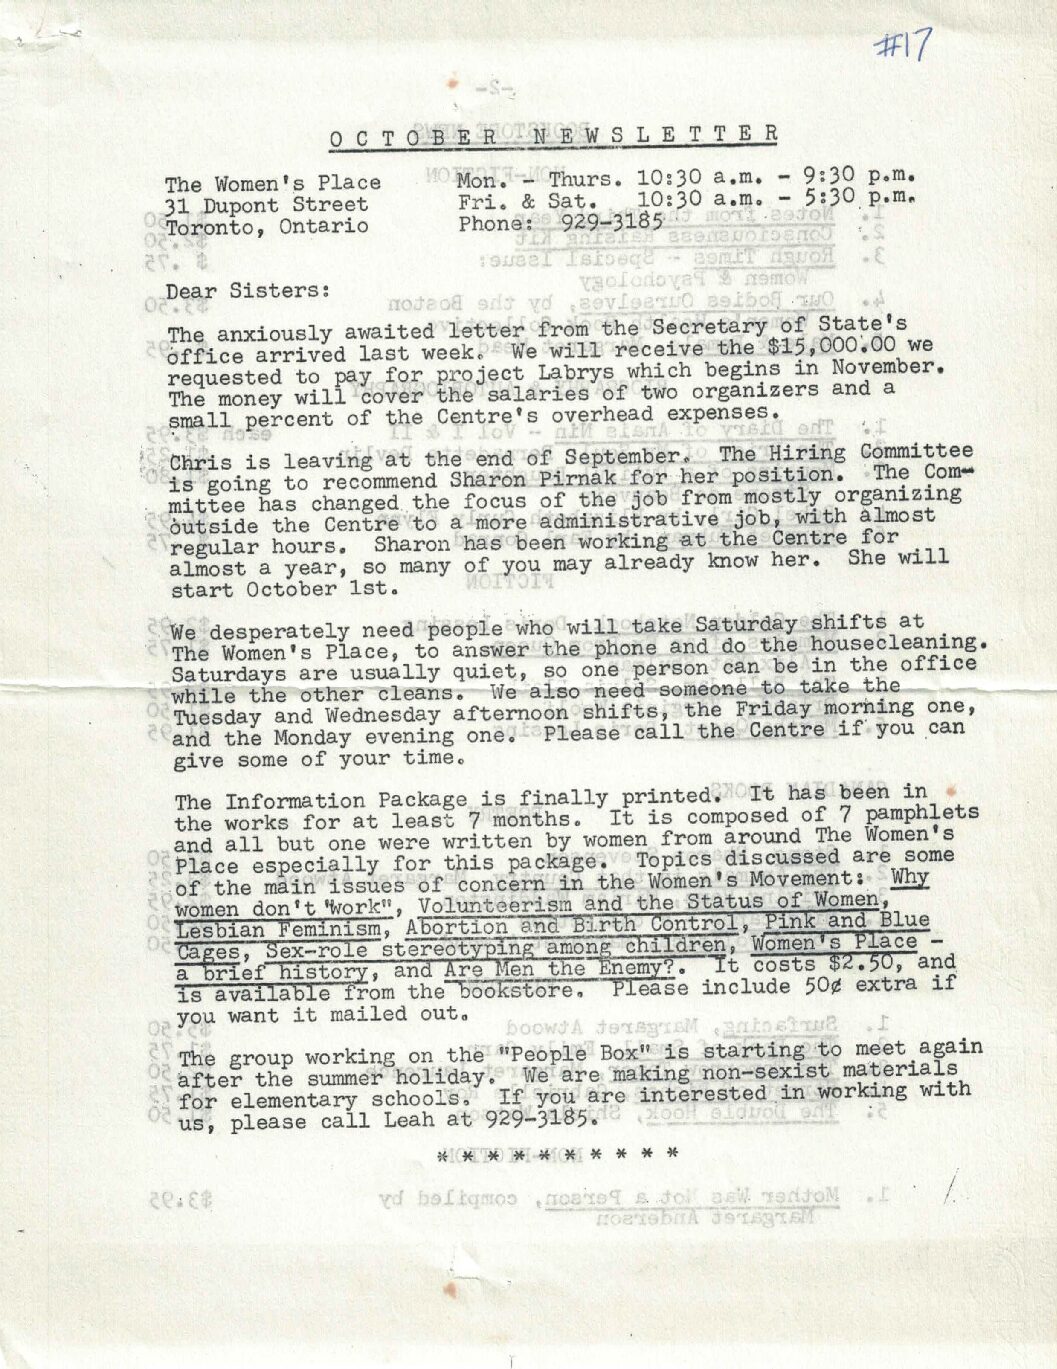 #17
O C T O B E R   N E W S L E T T E R
The Women's Place   Mon. - Thurs. 10:30 a.m. - 9:30 p.m.
31 Dupont Street   Fri. & Sat. 10:30 a.m. - 5:30 p.m.
Toronto, Ontario   Phone: 929-3185
Dear Sisters:
The anxiously awaited letter from the Secretary of State's
office arrived last week. We will receive the $15,000.00 we
requested to pay for project Labrys which begins in November.
The money will cover the salaries of two organizers and a
small percent of the Centre's overhead expenses.
Chris is leaving at the end of September. The Hiring Committee
is going to recommend Sharon Pirnak for her position. The Com-
mittee has changed the focus of the job from mostly organizing
outside the Centre to a more administrative job, with almost
regular hours. Sharon has been working at the Centre for
almost a year, so many of you may already know her. She will
start October 1st.
We desperately need people who will take Saturday shifts at
The Women's Place, to answer the phone and do the housecleaning.
Saturdays are usually quiet, so one person can be in the office
while the other cleans. We also need someone to take the
Tuesday and Wednesday afternoon shifts, the Friday morning one,
and the Monday evening one. Please call the Centre if you can
give some of your time.
The Information Package is finally printed. It has been in
the works for at least 7 months. It is composed of 7 pamphlets
and all but one were written by women from around The Women's
Place especially for this package. Topics discussed are some
of the main issues of concern in the Women's Movement: Why
women don't "work", Volunteerism and the Status of Women,
Lesbian Feminism, Abortion and Birth Control, Pink and Blue
Cages, Sex-role stereotyping among children, Women's Place -
a brief history, and Are Men the Enemy?. It costs $2.50, and
is available from the bookstore. Please include 50¢ extra if
you want it mailed out.
The group working on the "People Box" is starting to meet again
after the summer holiday. We are making non-sexist materials
for elementary schools. If you are interested in working with
us, please call Leah at 929-3185.
* * * * * * * * * *
1.